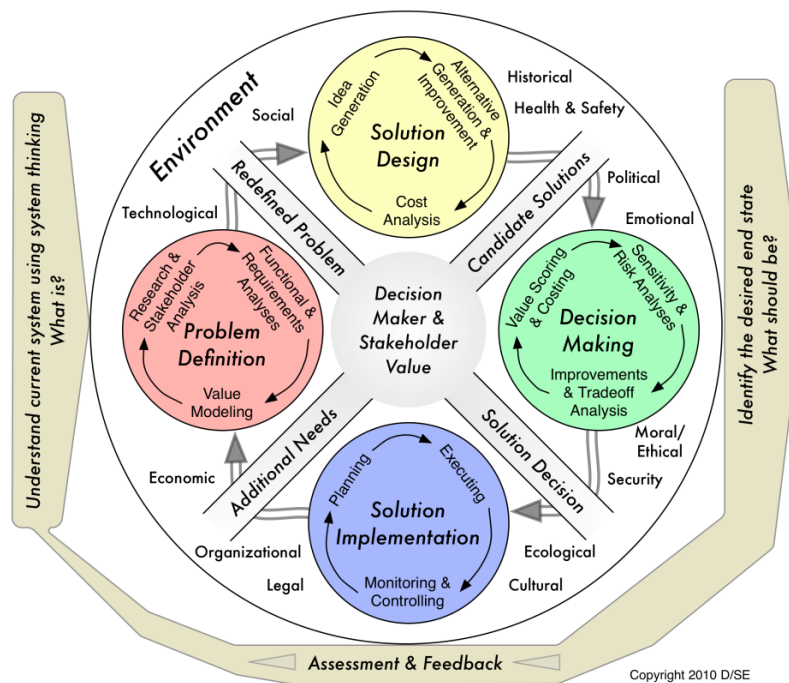 Environment
Understand current system using system thinking
What is?
Identify the desired end state
What should be?
Social
Historical
Health & Safety
Political
Emotional
Technological
Idea
Generation
Alternative
Generation &
Improvement
Solution
Design
Cost
Analysis
Redefined Problem
Candidate Solutions
Research &
Stakeholder
Analysis
Functional &
Requirements
Analyses
Problem
Definition
Value
Modeling
Decision
Maker &
Stakeholder
Value
Value Scoring
& Costing
Sensitivity &
Risk Analyses
Decision
Making
Improvements
& Tradeoff
Analysis
Additional Needs
Solution Decision
Moral/
Ethical
Security
Economic
Planning
Executing
Solution
Implementation
Monitoring &
Controlling
Organizational
Legal
Ecological
Cultural
Assessment & Feedback
Copyright 2010 D/SE